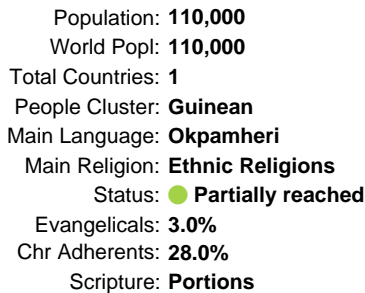 Population: 110,000
World Popl: 110,000
Total Countries: 1
People Cluster: Guinean
Main Language: Okpamheri
Main Religion: Ethnic Religions
Status: Partially reached
Evangelicals: 3.0%
Chr Adherents: 28.0%
Scripture: Portions